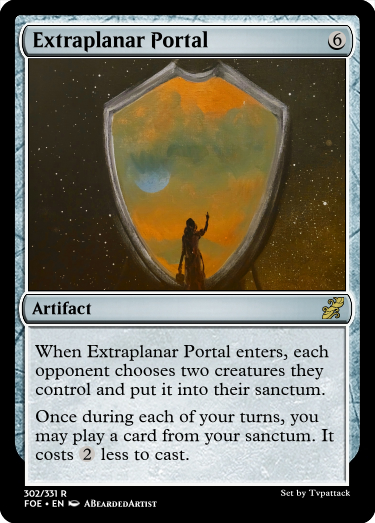 Extraplanar Portal 6
Artifact
When Extraplanar Portal enters, each
opponent chooses two creatures they
control and put it into their sanctum.
Once during each of your turns, you
may play a card from your sanctum. It
costs 2 less to cast.
302/331 R Set by Tvpattack
FOE • EN ABeardedArtist